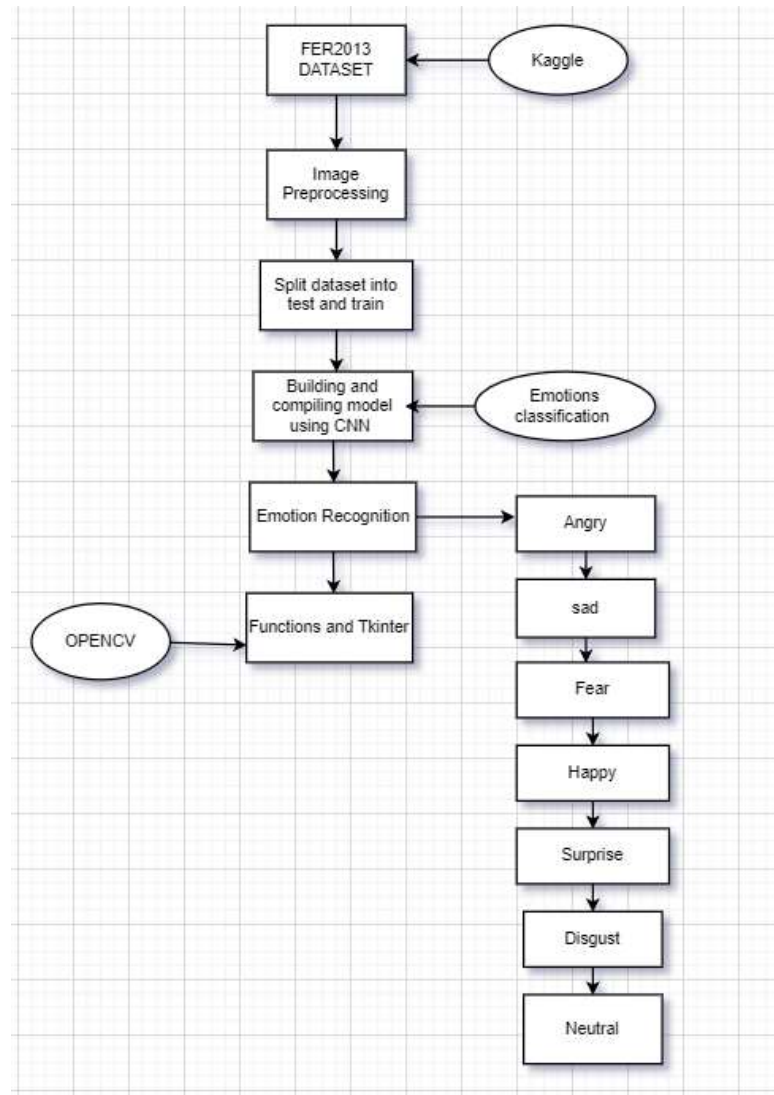 FER2013
DATASET
Kaggle
Image
Preprocessing
Split dataset into
test and train
Building and
compiling model
using CNN
Emotions
classification
Emotion Recognition
Angry
sad
Functions and Tkinter
OPENCV
Fear
Happy
Surprise
Disgust
Neutral